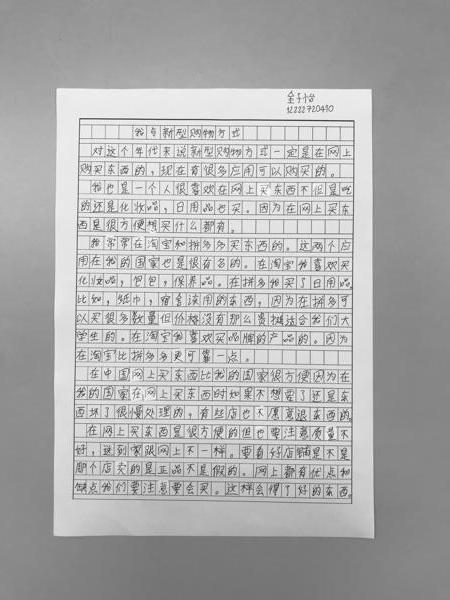 金子怡
12222720490
我与新型购物方式
对这个年代来说新型购物方式一定是在网上
购买东西的，现在有很多应用可以购买的。
我也是一个人很喜欢在网上买东西不但是吃
的还是化妆品，日用品也买。因为在网上买东
西是很方便想买什么都有。
我常常在淘宝和拼多多买东西的。这两个应
用在我的国家也是很有名的。在淘宝我喜欢买
化妆品，包包，保养品。在拼多我买了日用品，
比如，纸巾，宿舍该用的东西，因为在拼多可
以买很多数量但价格没有那么贵挺适合我们大
学生的。在淘宝我喜欢买品牌的产品的。因为
在淘宝比拼多多更可靠一点。
在中国网上买东西比我的国家很方便因为在
我的国家在网上买东西的时如果不想要了还是东
西坏了很慢处理的，有些店也不愿意退东西的。
在网上买东西是很方便的但也要注意质量不
好，送到家跟网上不一样。要看好店铺是不是
那个店卖的是正品不是假的。网上都有优点和
缺点我们要注意要会买。这样会得了好的东西。